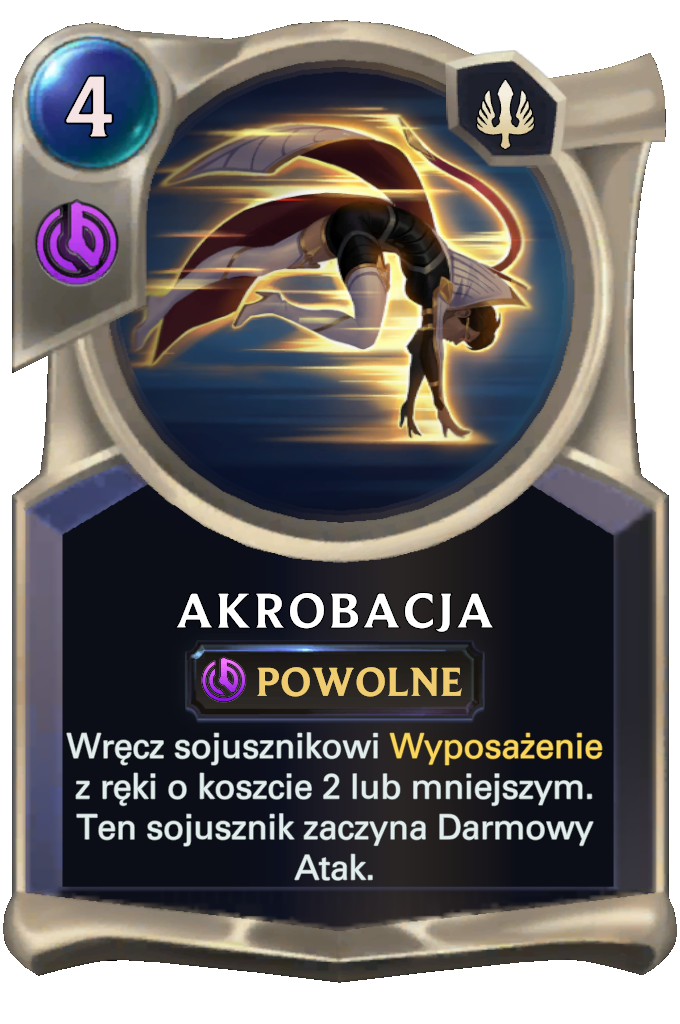 4
AKROBACJA
POWOLNE
Wręcz sojusznikowi Wyposażenie
z ręki o koszcie 2 lub mniejszym.
Ten sojusznik zaczyna Darmowy
Atak.